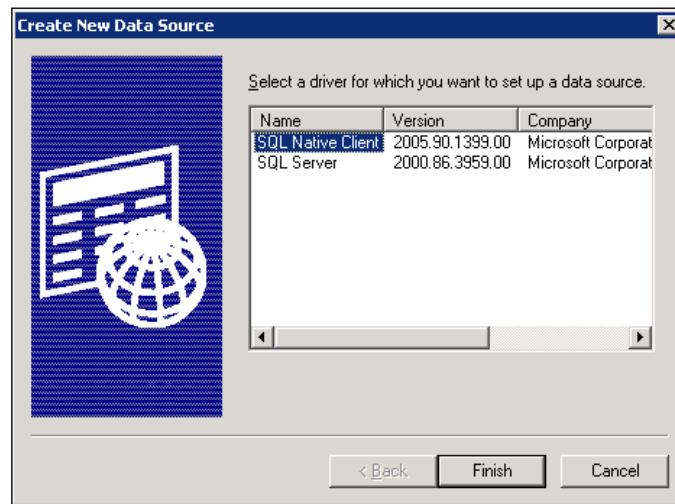 Create New Data Source
Select a driver for which you want to set up a data source.
Name Version Company
SQL Native Client 2005.90.1399.00 Microsoft Corporat
SQL Server 2000.86.3959.00 Microsoft Corporat
< Back Finish Cancel